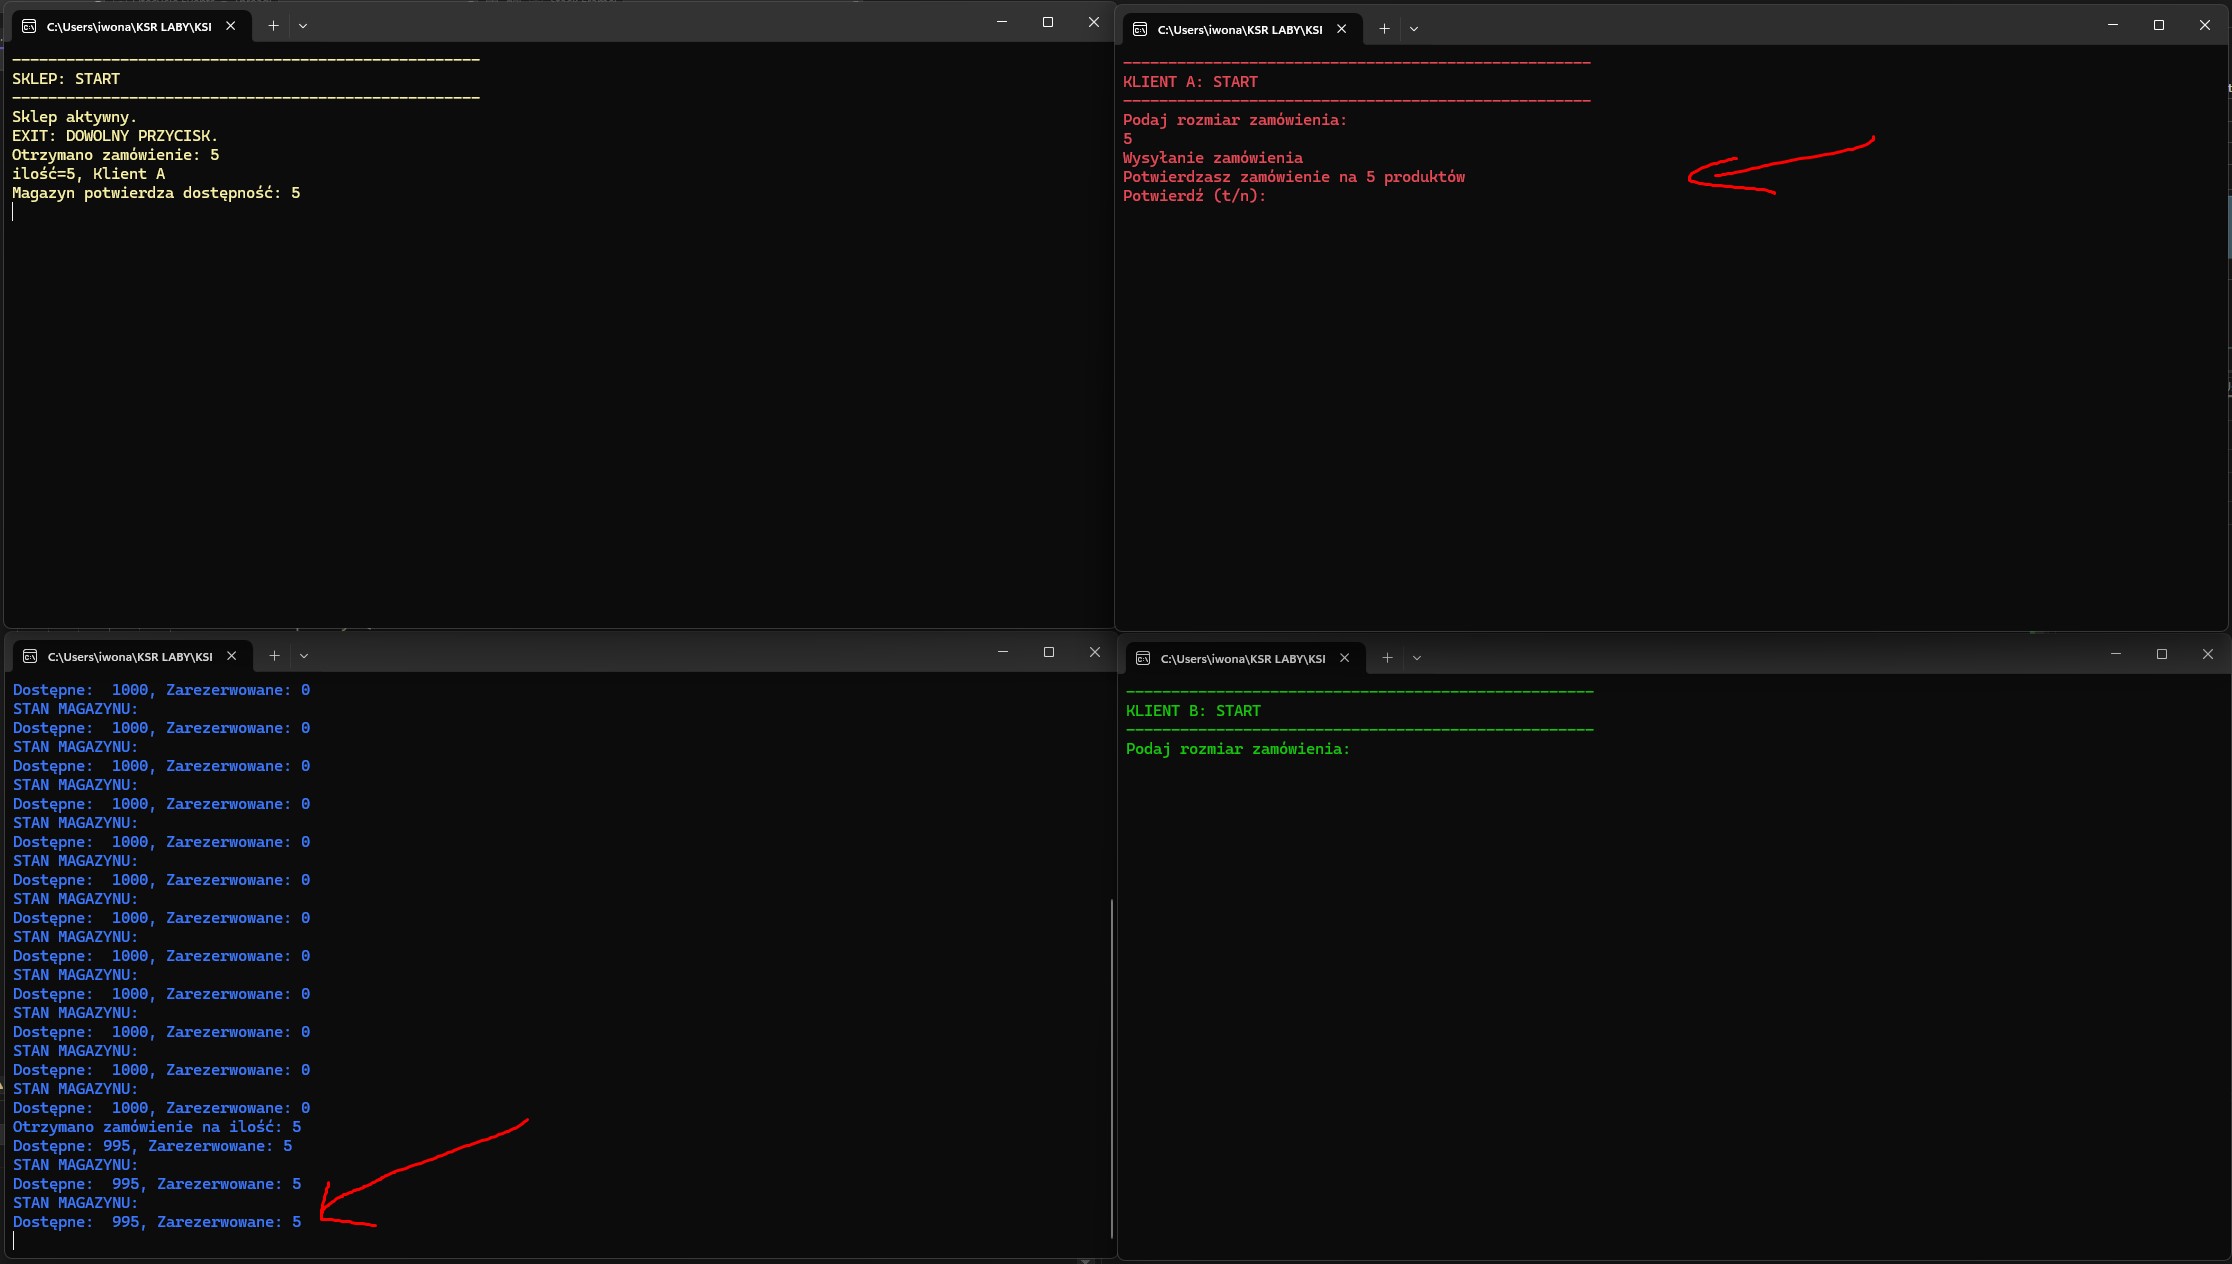 C:\Users\iwona\KSR LABY\KSI
--------------------------------------------------
SKLEP: START
--------------------------------------------------
Sklep aktywny.
EXIT: DOWOLNY PRZYCISK.
Otrzymano zamówienie: 5
ilość=5, Klient A
Magazyn potwierdza dostępność: 5
C:\Users\iwona\KSR LABY\KSI
--------------------------------------------------
KLIENT A: START
--------------------------------------------------
Podaj rozmiar zamówienia:
5
Wysyłanie zamówienia
Potwierdzasz zamówienie na 5 produktów
Potwierdź (t/n):
C:\Users\iwona\KSR LABY\KSI
Dostępne:  1000, Zarezerwowane: 0
STAN MAGAZYNU:
Dostępne:  1000, Zarezerwowane: 0
STAN MAGAZYNU:
Dostępne:  1000, Zarezerwowane: 0
STAN MAGAZYNU:
Dostępne:  1000, Zarezerwowane: 0
STAN MAGAZYNU:
Dostępne:  1000, Zarezerwowane: 0
STAN MAGAZYNU:
Dostępne:  1000, Zarezerwowane: 0
STAN MAGAZYNU:
Dostępne:  1000, Zarezerwowane: 0
STAN MAGAZYNU:
Dostępne:  1000, Zarezerwowane: 0
STAN MAGAZYNU:
Dostępne:  1000, Zarezerwowane: 0
STAN MAGAZYNU:
Dostępne:  1000, Zarezerwowane: 0
STAN MAGAZYNU:
Dostępne:  1000, Zarezerwowane: 0
STAN MAGAZYNU:
Dostępne:  1000, Zarezerwowane: 0
Otrzymano zamówienie na ilość: 5
Dostępne: 995, Zarezerwowane: 5
STAN MAGAZYNU:
Dostępne:  995, Zarezerwowane: 5
STAN MAGAZYNU:
Dostępne:  995, Zarezerwowane: 5
C:\Users\iwona\KSR LABY\KSI
--------------------------------------------------
KLIENT B: START
--------------------------------------------------
Podaj rozmiar zamówienia: